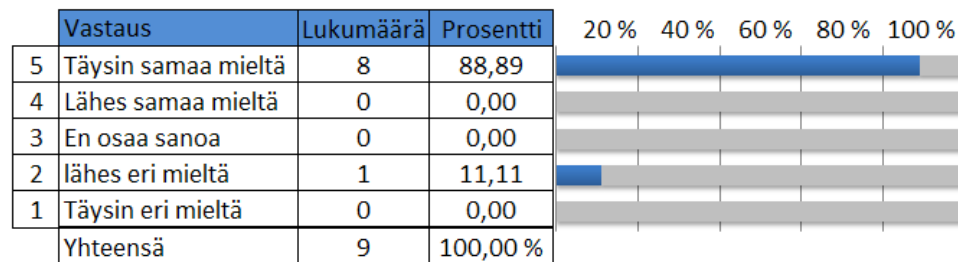 Vastaus Lukumäärä Prosentti 20 % 40 % 60 % 80 % 100 %
5 Täysin samaa mieltä 8 88,89
4 Lähes samaa mieltä 0 0,00
3 En osaa sanoa 0 0,00
2 lähes eri mieltä 1 11,11
1 Täysin eri mieltä 0 0,00
Yhteensä 9 100,00 %